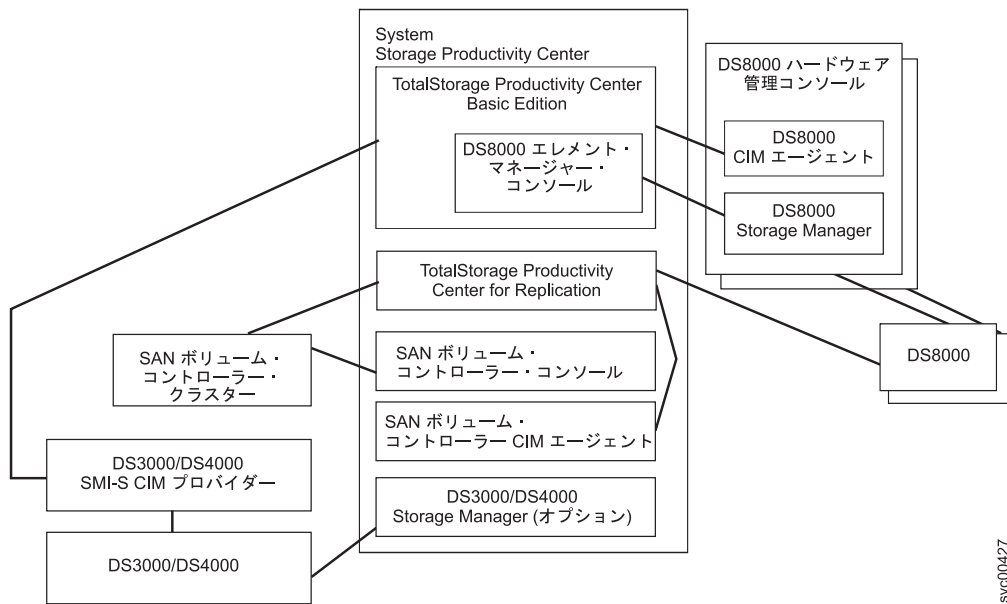 System
Storage Productivity Center
TotalStorage Productivity Center
Basic Edition
DS8000 エレメント・
マネージャー・
コンソール
DS8000 ハードウェア
管理コンソール
DS8000
CIM エージェント
DS8000
Storage Manager
TotalStorage Productivity
Center for Replication
DS8000
SAN ボリューム・
コントローラー・
クラスター
SAN ボリューム・
コントローラー・コンソール
SAN ボリューム・
コントローラー CIM エージェント
DS3000/DS4000
SMI-S CIM プロバイダー
DS3000/DS4000
Storage Manager (オプション)
DS3000/DS4000
svc00427